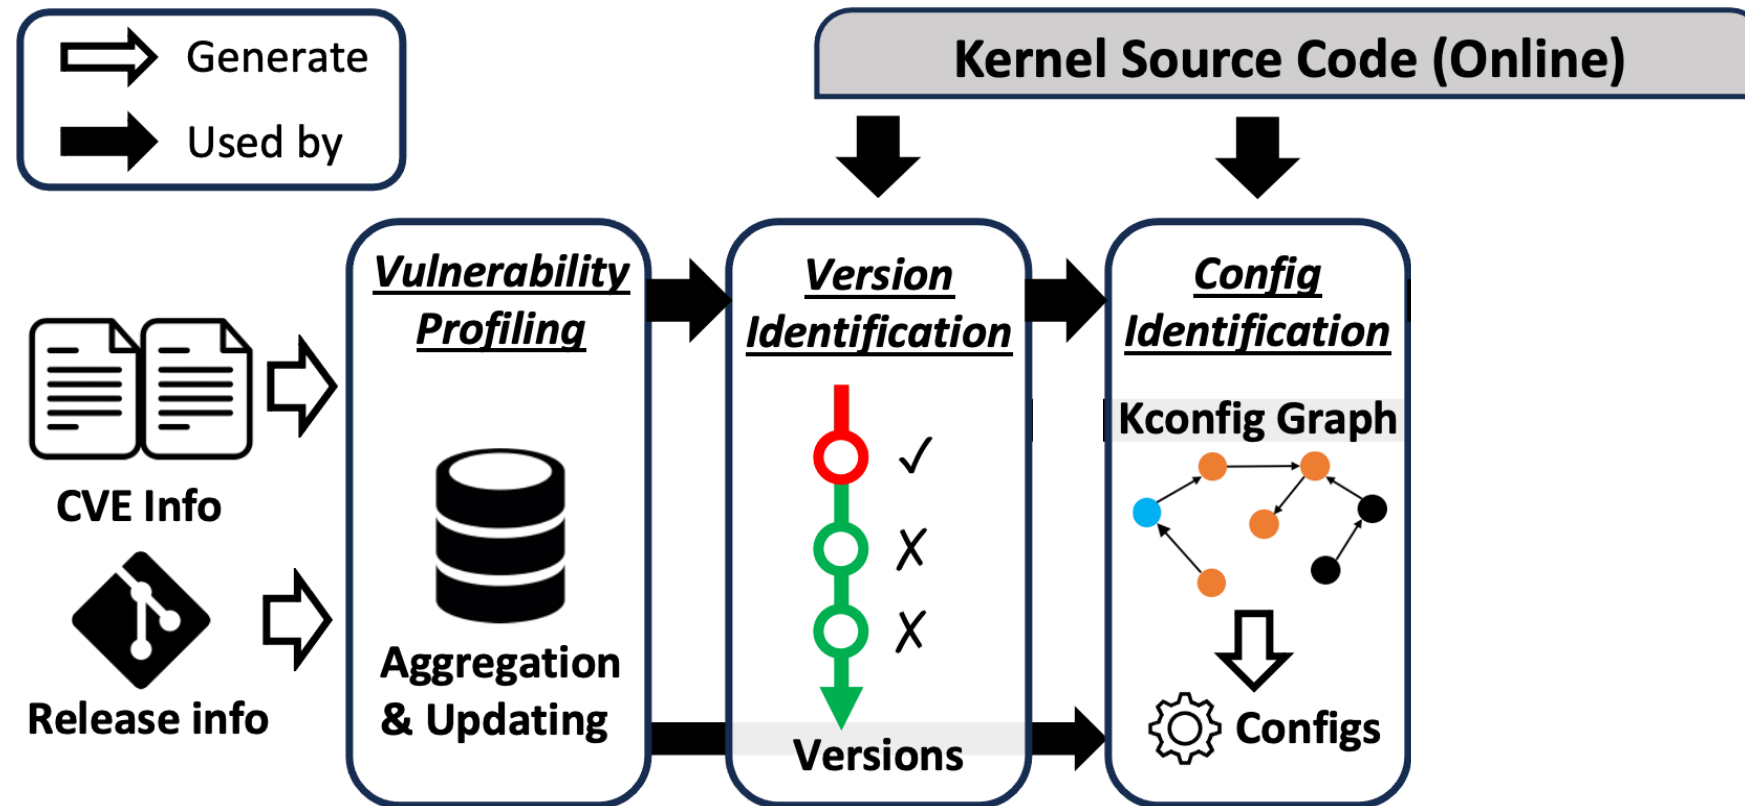 Generate
Used by
Kernel Source Code (Online)
Vulnerability
Profiling
Version
Identification
Config
Identification
CVE Info
Release info
Aggregation
& Updating
✓
✗
✗
Versions
Kconfig Graph
Configs